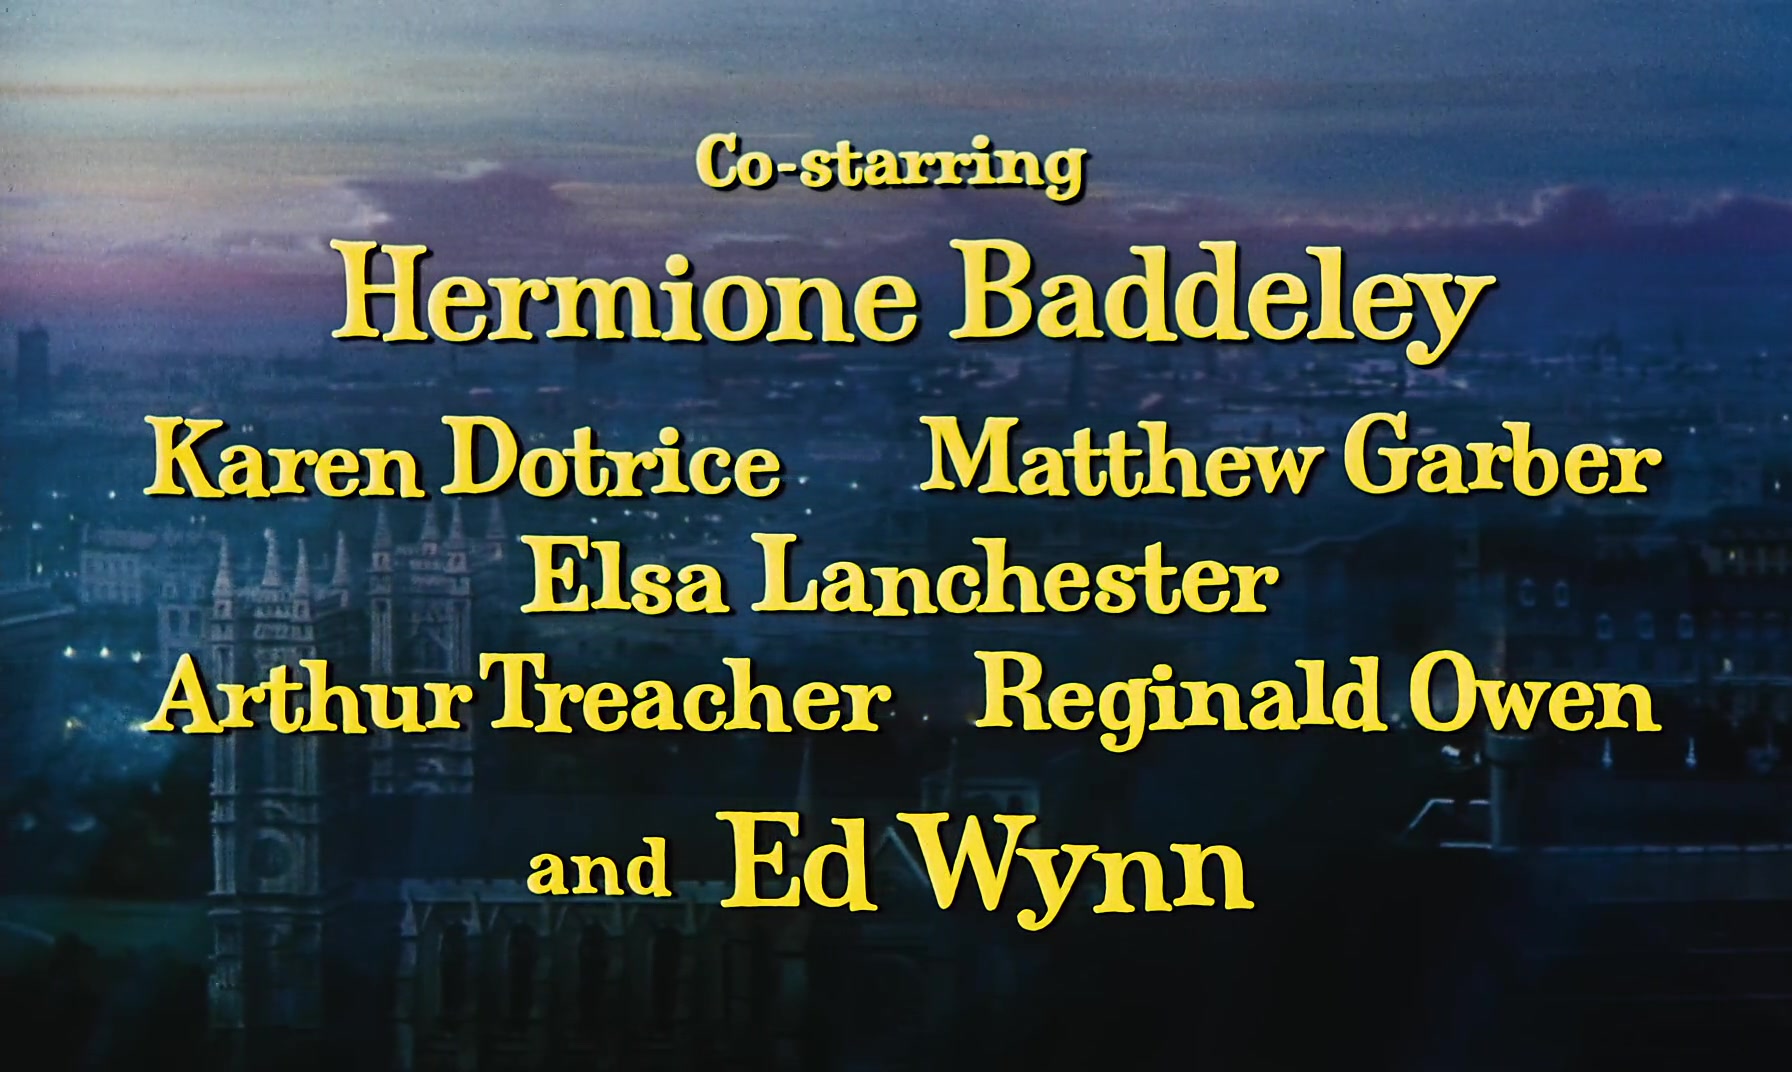 Co-starring
Hermione Baddeley
Karen Dotrice Matthew Garber
Elsa Lanchester
Arthur Treacher Reginald Owen
and Ed Wynn